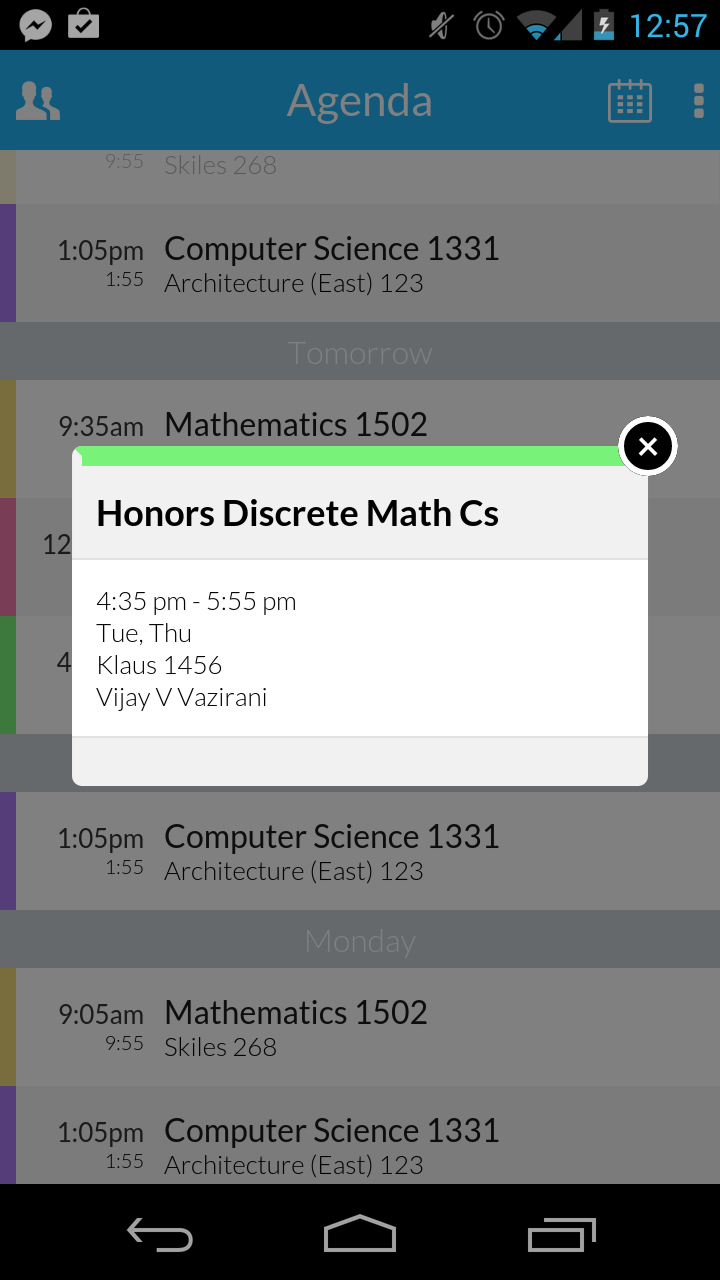 12:57
Agenda
9:55 Skiles 268
1:05pm Computer Science 1331
1:55 Architecture (East) 123
Tomorrow
9:35am Mathematics 1502
Honors Discrete Math Cs
12
4:35 pm - 5:55 pm
Tue, Thu
4
Klaus 1456
Vijay V Vazirani
1:05pm Computer Science 1331
1:55 Architecture (East) 123
Monday
9:05am Mathematics 1502
9:55 Skiles 268
1:05pm Computer Science 1331
1:55 Architecture (East) 123